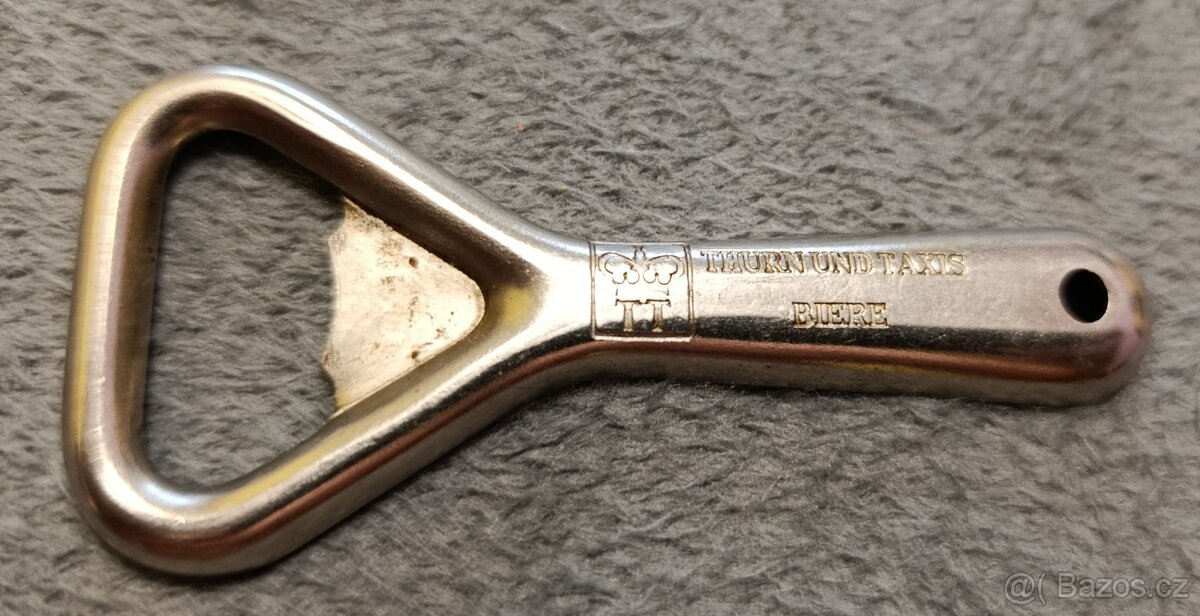 TT
THURN UND TAXIS
BIERE
@( Bazos.cz